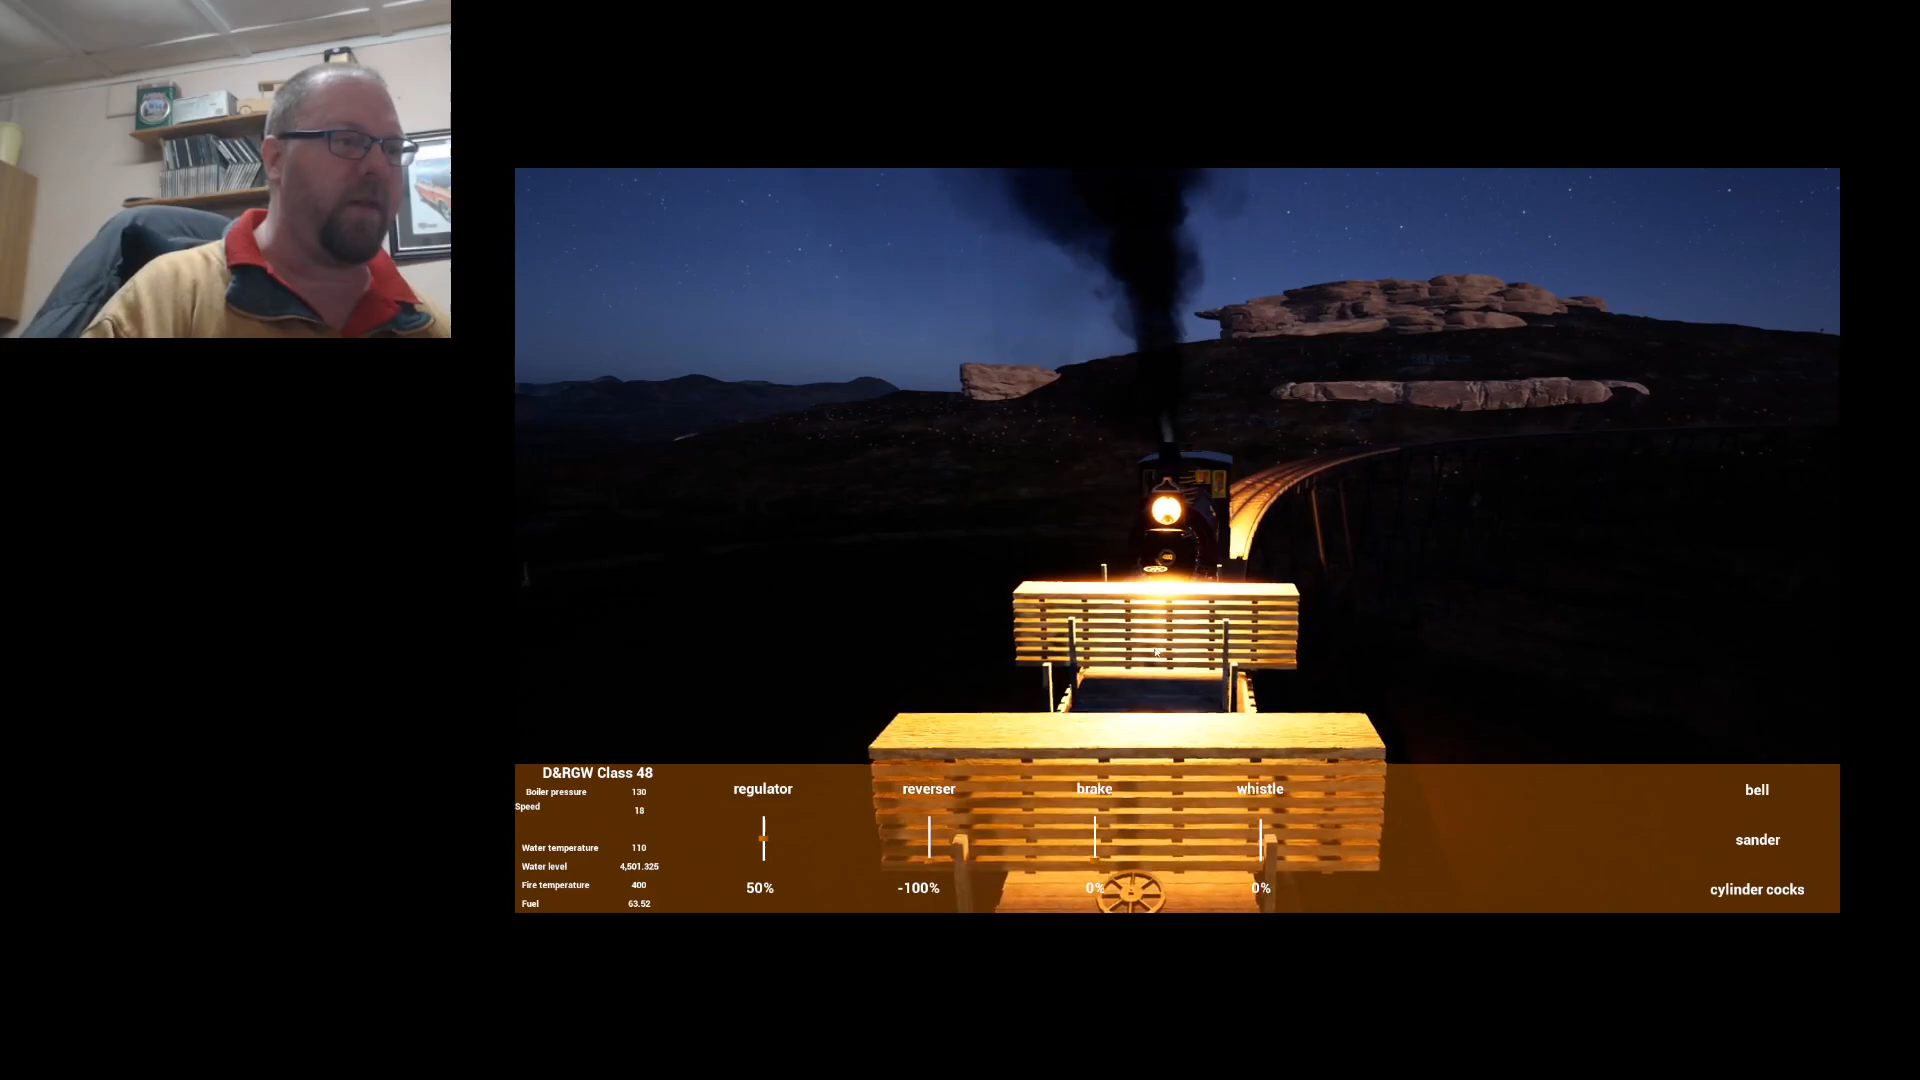 D&RGW Class 48
Boiler pressure 130
Speed 18
Water temperature 110
Water level 4,501.325
Fire temperature 400
Fuel 63.52
regulator
50%
reverser
-100%
brake
0%
whistle
0%
bell
sander
cylinder cocks